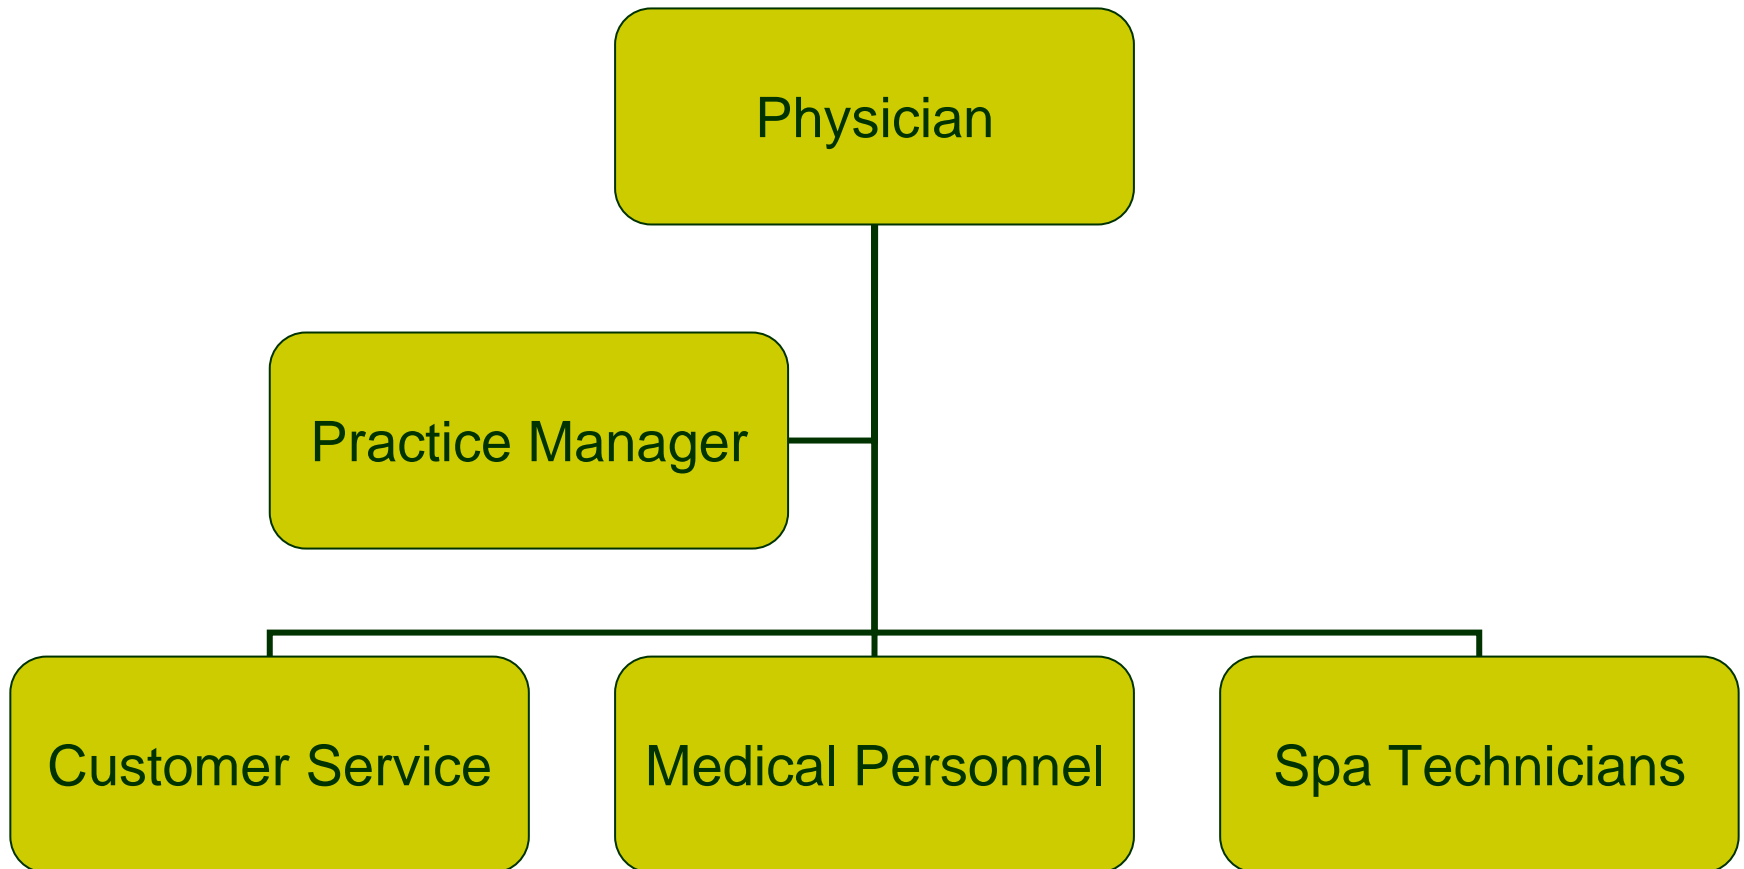 Physician
Practice Manager
Customer Service
Medical Personnel
Spa Technicians